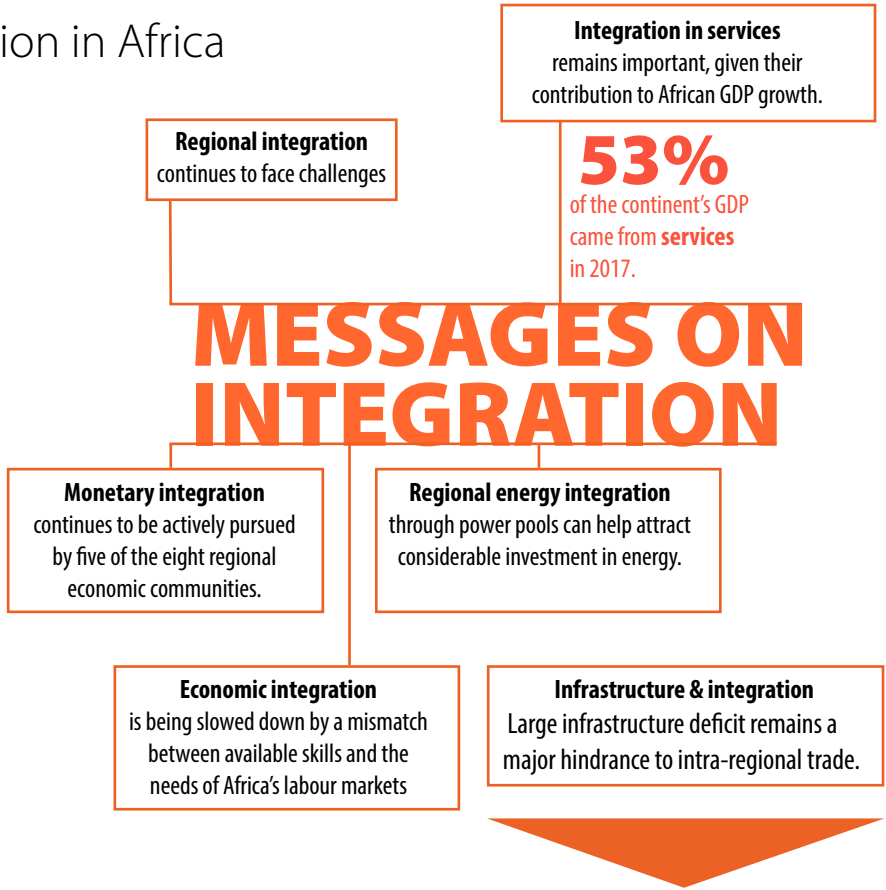 ion in Africa
Integration in services
remains important, given their
contribution to African GDP growth.
Regional integration
continues to face challenges
53%
of the continent's GDP
came from services
in 2017.
MESSAGES ON
INTEGRATION
Monetary integration
continues to be actively pursued
by five of the eight regional
economic communities.
Regional energy integration
through power pools can help attract
considerable investment in energy.
Economic integration
is being slowed down by a mismatch
between available skills and the
needs of Africa's labour markets
Infrastructure & integration
Large infrastructure deficit remains a
major hindrance to intra-regional trade.